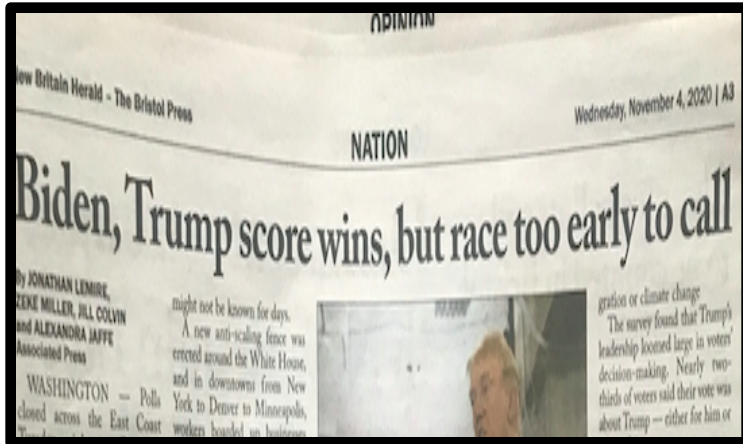 OPINION
ew Britain Herald - The Bristol Press
Wednesday, November 4, 2020 | A3
NATION
Biden, Trump score wins, but race too early to call
By JONATHAN LEMIRE,
ZEKE MILLER, JILL COLVIN
and ALEXANDRA JAFFE
Associated Press
WASHINGTON — Polls
closed across the East Coast
might not be known for days.
A new anti-scaling fence was
erected around the White House,
and in downtowns from New
York to Denver to Minneapolis,
workers boarded up businesses
gration or climate change
The survey found that Trump's
leadership loomed large in voters'
decision-making. Nearly two-
thirds of voters said their vote was
about Trump — either for him or